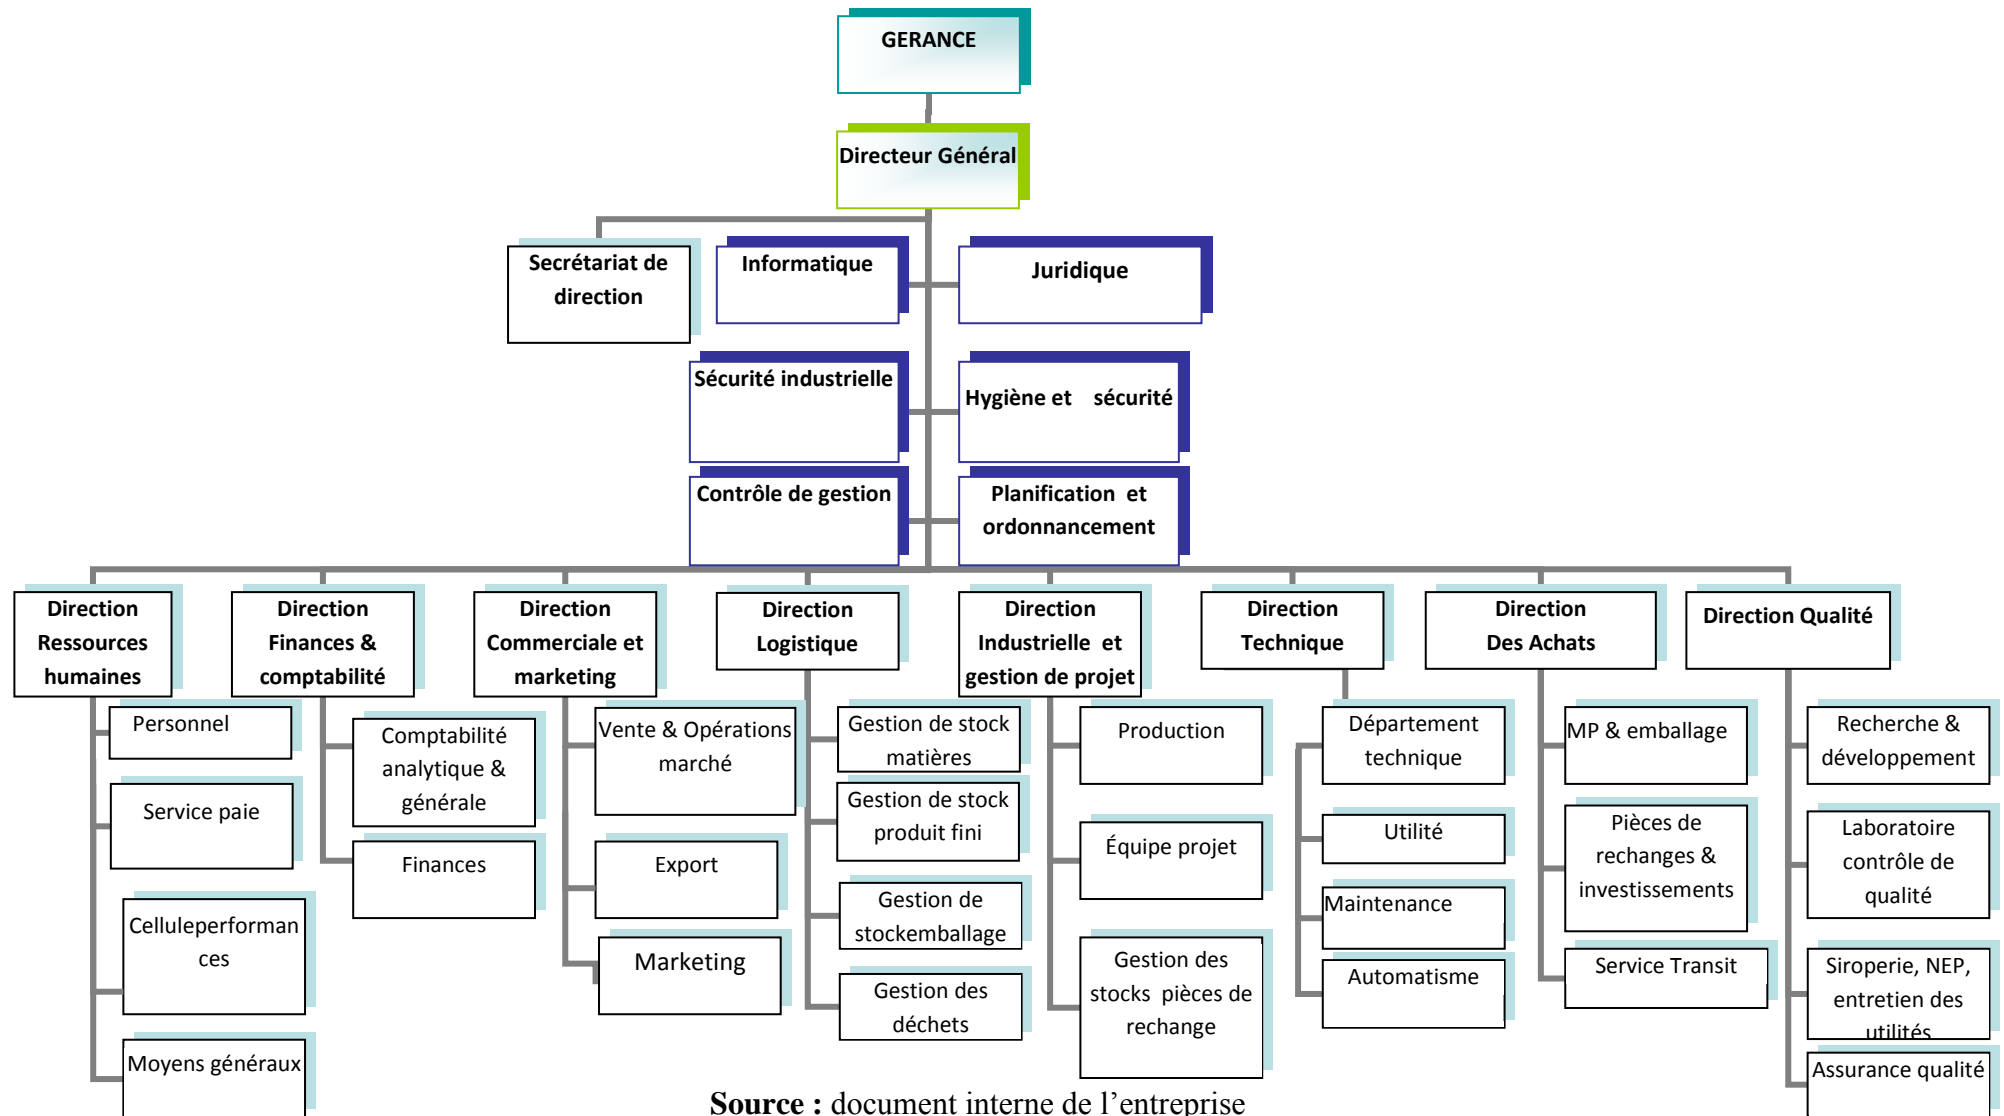 GERANCE
Directeur Général
Secrétariat de
direction
Informatique
Juridique
Sécurité industrielle
Hygiène et sécurité
Contrôle de gestion
Planification et
ordonnancement
Direction
Ressources
humaines
Direction
Finances &
comptabilité
Direction
Commerciale et
marketing
Direction
Logistique
Direction
Industrielle et
gestion de projet
Direction
Technique
Direction
Des Achats
Direction Qualité
Personnel
Service paie
Celluleperforman
ces
Moyens généraux
Comptabilité
analytique &
générale
Finances
Vente & Opérations
marché
Export
Marketing
Gestion de stock
matières
Gestion de stock
produit fini
Gestion de
stockemballage
Gestion des
déchets
Production
Équipe projet
Gestion des
stocks pièces de
rechange
Département
technique
Utilité
Maintenance
Automatisme
MP & emballage
Pièces de
rechanges &
investissements
Service Transit
Recherche &
développement
Laboratoire
contrôle de
qualité
Siroperie, NEP,
entretien des
utilités
Assurance qualité
Source : document interne de l’entreprise